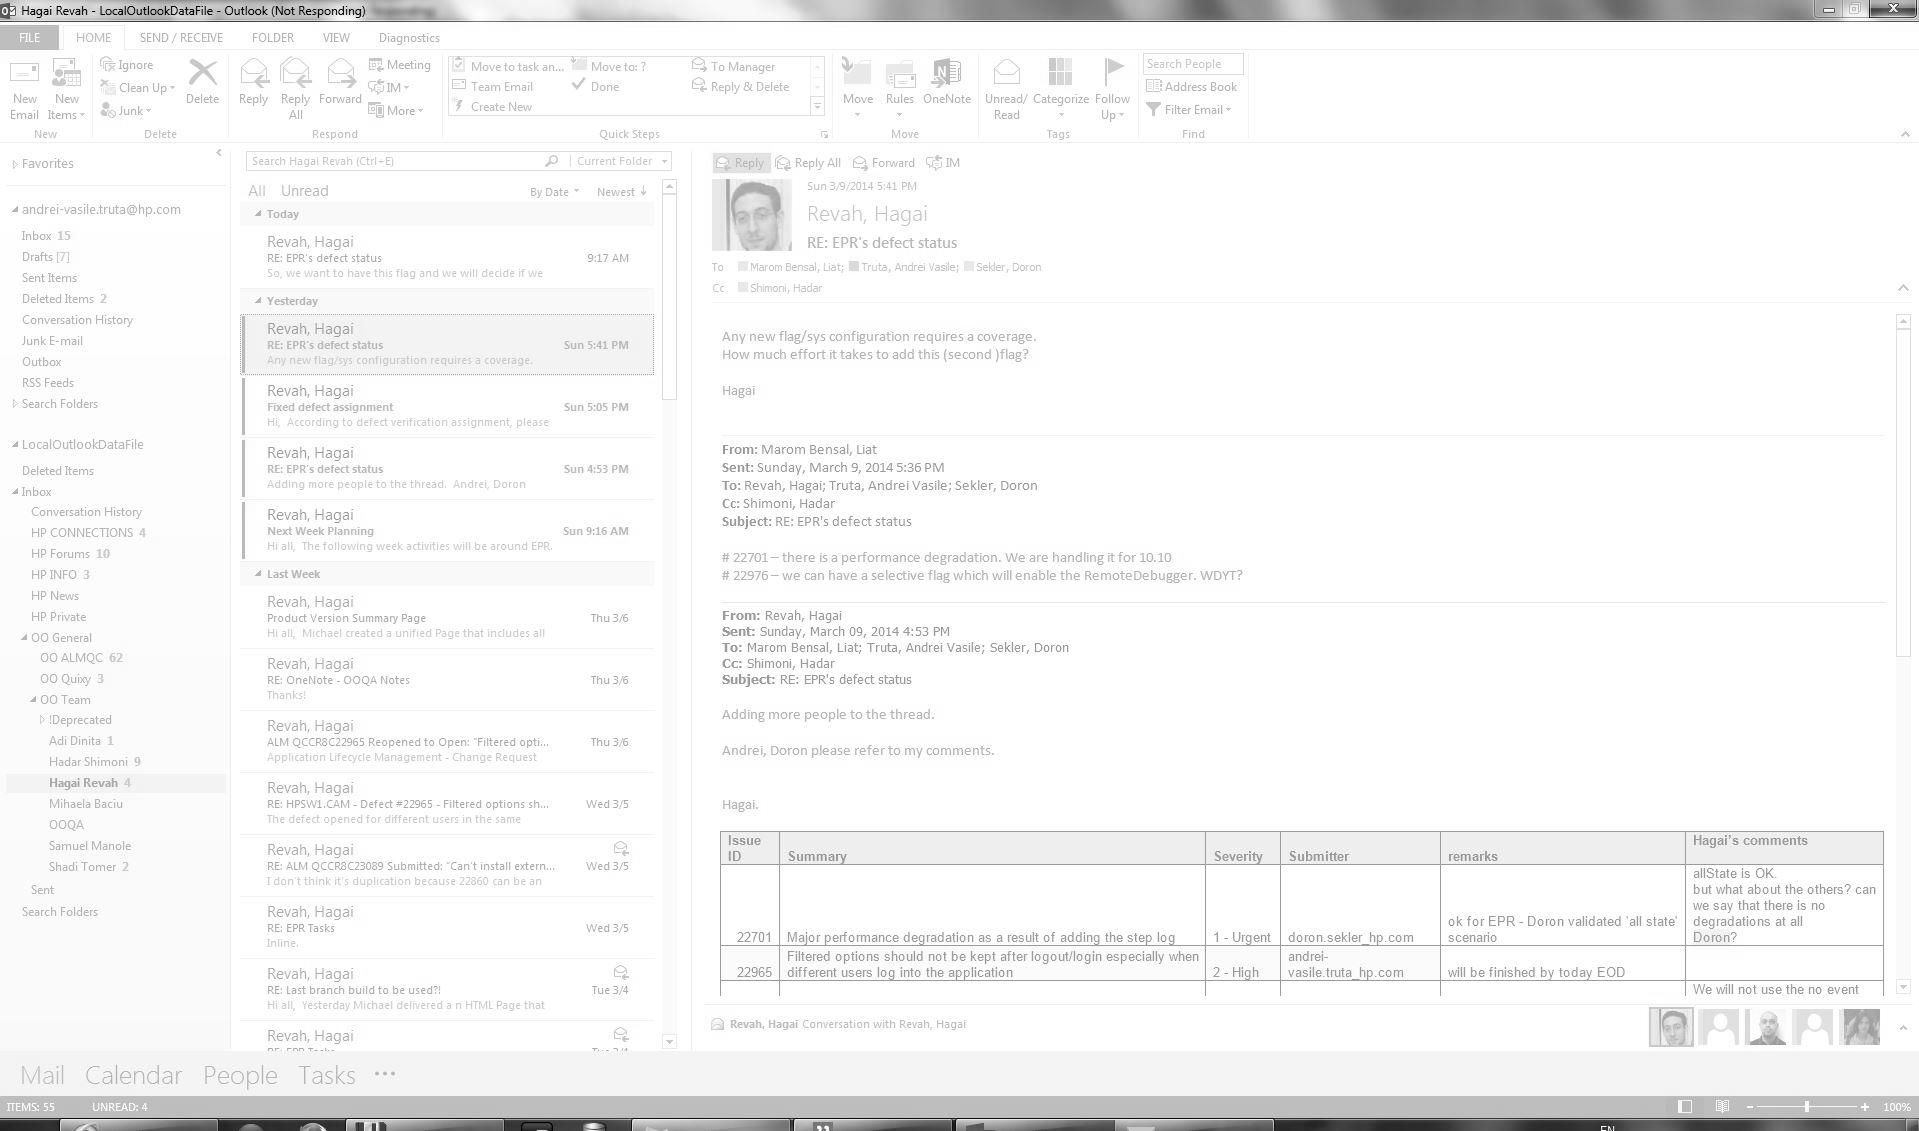 Hagai Revah - LocalOutlookDataFile - Outlook (Not Responding)
FILE HOME SEND / RECEIVE FOLDER VIEW Diagnostics
New Email
New Items
New
Ignore
Clean Up
Junk
Delete
Delete
Reply
Reply All
Forward
Meeting
IM
More
Respond
Move to task an...
Team Email
Create New
Move to: ?
Done
To Manager
Reply & Delete
Quick Steps
Move
Rules
OneNote
Move
Unread/ Read
Categorize
Follow Up
Tags
Search People
Address Book
Filter Email
Find
Favorites
andrei-vasile.truta@hp.com
Inbox 15
Drafts [7]
Sent Items
Deleted Items 2
Conversation History
Junk E-mail
Outbox
RSS Feeds
Search Folders
LocalOutlookDataFile
Deleted Items
Inbox
Conversation History
HP CONNECTIONS 4
HP Forums 10
HP INFO 3
HP News
HP Private
OO General
OO ALMQC 62
OO Quixy 3
OO Team
!Deprecated
Adi Dinita 1
Hadar Shimoni 9
Hagai Revah 4
Mihaela Baciu
OOQA
Samuel Manole
Shadi Tomer 2
Sent
Search Folders
Search Hagai Revah (Ctrl+E) Current Folder
All Unread By Date Newest
Today
Revah, Hagai
RE: EPR's defect status 9:17 AM
So, we want to have this flag and we will decide if we
Yesterday
Revah, Hagai
RE: EPR's defect status Sun 5:41 PM
Any new flag/sys configuration requires a coverage.
Revah, Hagai
Fixed defect assignment Sun 5:05 PM
Hi, According to defect verification assignment, please
Revah, Hagai
RE: EPR's defect status Sun 4:53 PM
Adding more people to the thread. Andrei, Doron
Revah, Hagai
Next Week Planning Sun 9:16 AM
Hi all, The following week activities will be around EPR.
Last Week
Revah, Hagai
Product Version Summary Page Thu 3/6
Hi all, Michael created a unified Page that includes all
Revah, Hagai
RE: OneNote - OOQA Notes Thu 3/6
Thanks!
Revah, Hagai
ALM QCCR8C22965 Reopened to Open: "Filtered opti... Thu 3/6
Application Lifecycle Management - Change Request
Revah, Hagai
RE: HPSW1.CAM - Defect #22965 - Filtered options sh... Wed 3/5
The defect opened for different users in the same
Revah, Hagai
RE: ALM QCCR8C23089 Submitted: "Can't install extern... Wed 3/5
I don't think it's duplication because 22860 can be an
Revah, Hagai
RE: EPR Tasks Wed 3/5
Inline.
Revah, Hagai
RE: Last branch build to be used?! Tue 3/4
Hi all, Yesterday Michael delivered a n HTML Page that
Revah, Hagai
RE: EPR Tasks Tue 3/4
Reply Reply All Forward IM
Sun 3/9/2014 5:41 PM
Revah, Hagai
RE: EPR's defect status
To Marom Bensal, Liat; Truta, Andrei Vasile; Sekler, Doron
Cc Shimoni, Hadar
Any new flag/sys configuration requires a coverage.
How much effort it takes to add this (second )flag?
Hagai
From: Marom Bensal, Liat
Sent: Sunday, March 9, 2014 5:36 PM
To: Revah, Hagai; Truta, Andrei Vasile; Sekler, Doron
Cc: Shimoni, Hadar
Subject: RE: EPR's defect status
# 22701 – there is a performance degradation. We are handling it for 10.10
# 22976 – we can have a selective flag which will enable the RemoteDebugger. WDYT?
From: Revah, Hagai
Sent: Sunday, March 09, 2014 4:53 PM
To: Marom Bensal, Liat; Truta, Andrei Vasile; Sekler, Doron
Cc: Shimoni, Hadar
Subject: RE: EPR's defect status
Adding more people to the thread.
Andrei, Doron please refer to my comments.
Hagai.
Issue ID Summary Severity Submitter remarks Hagai's comments
22701 Major performance degradation as a result of adding the step log 1 - Urgent doron.sekler_hp.com ok for EPR - Doron validated 'all state' scenario
allState is OK.
but what about the others? can
we say that there is no
degradations at all
Doron?
22965 Filtered options should not be kept after logout/login especially when different users log into the application 2 - High andrei-vasile.truta_hp.com will be finished by today EOD
We will not use the no event
Revah, Hagai Conversation with Revah, Hagai
Mail Calendar People Tasks ...
ITEMS: 55 UNREAD: 4 100%
EN